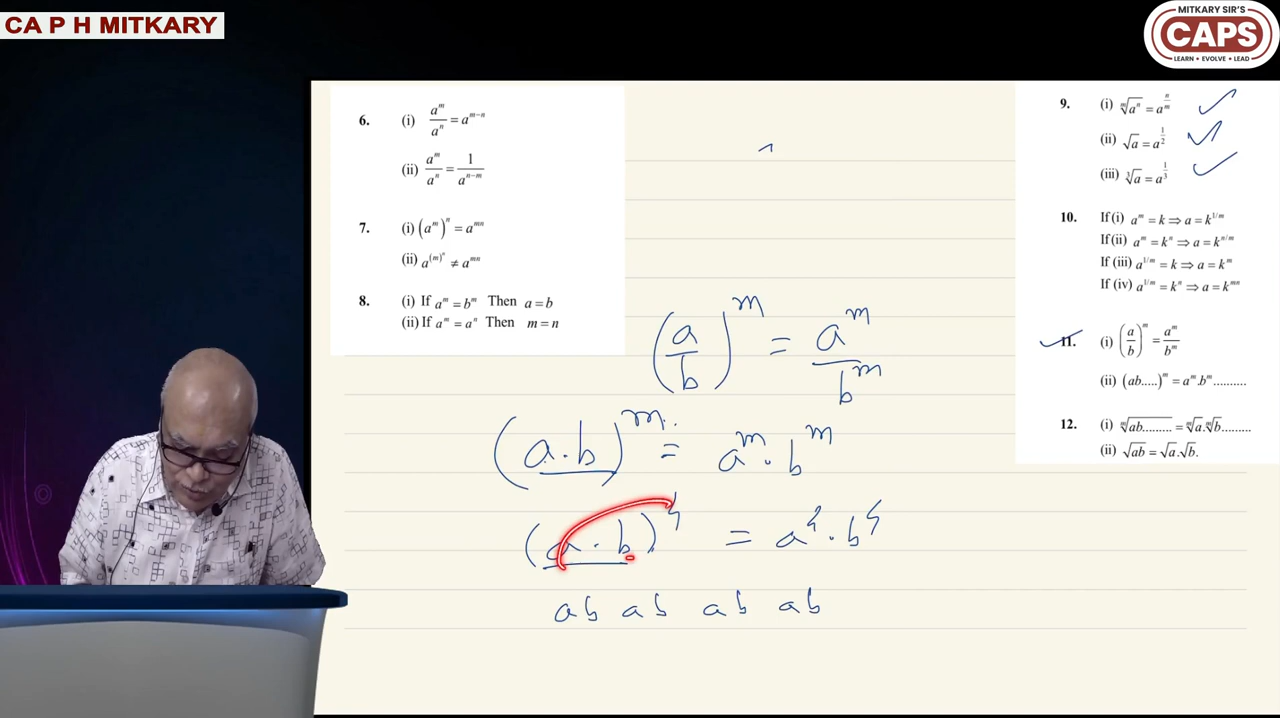 CA P H MITKARY
MITKARY SIR'S
CAPS
LEARN • EVOLVE • LEAD
6. (i) a^m/a^n = a^(m−n)
(ii) a^m/a^n = 1/a^(n−m)
7. (i) (a^m)^n = a^(mn)
(ii) a^((m)^n) ≠ a^(mn)
8. (i) If a^m = b^m Then a = b
(ii) If a^m = a^n Then m = n
9. (i) ᵐ√(a^n) = a^(n/m)
(ii) √a = a^(1/2)
(iii) ³√a = a^(1/3)
10. If (i) a^m = k ⇒ a = k^(1/m)
If (ii) a^m = k^n ⇒ a = k^(n/m)
If (iii) a^(1/m) = k ⇒ a = k^m
If (iv) a^(1/m) = k^n ⇒ a = k^(mn)
11. (i) (a/b)^m = a^m/b^m
(ii) (ab.....)^m = a^m.b^m..........
12. (i) ᵐ√(ab.........) = ᵐ√a.ᵐ√b.........
(ii) √(ab) = √a.√b.
(a/b)^m = a^m/b^m
(a.b)^m. = a^m . b^m
(a.b)^4 = a^4 . b^4
ab ab ab ab